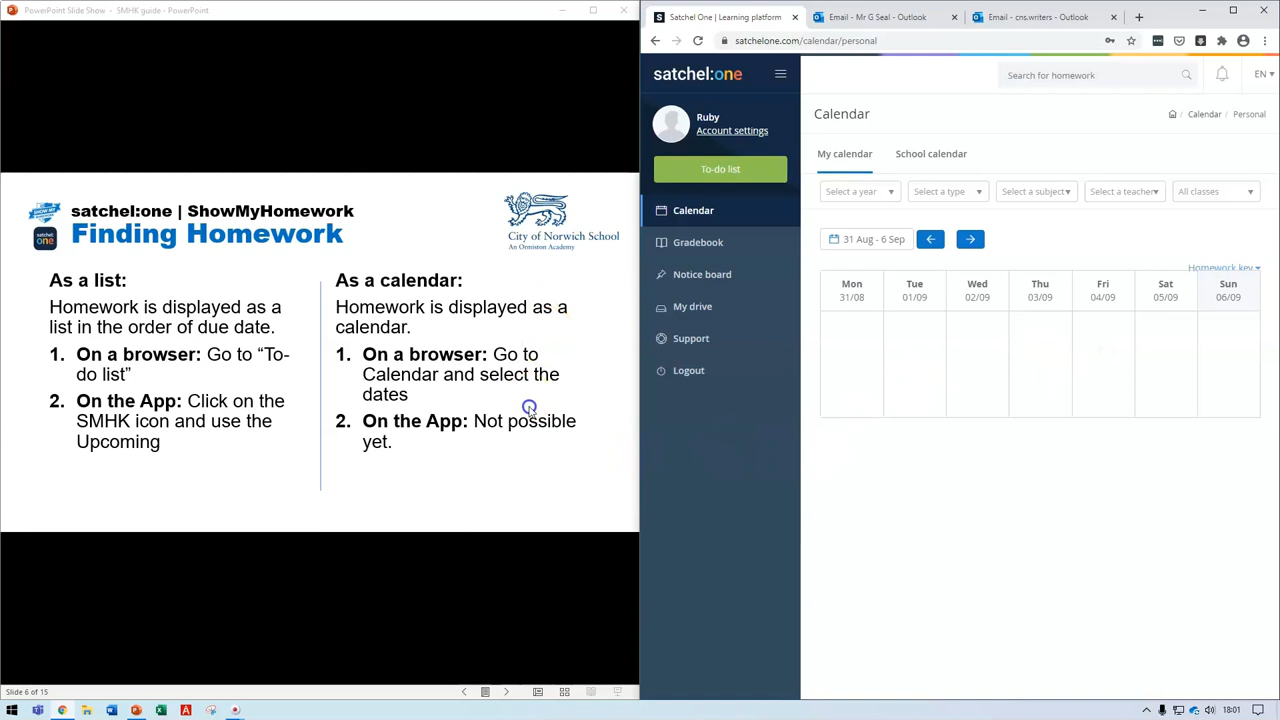 PowerPoint Slide Show - SMHK guide - PowerPoint
satchel:one | ShowMyHomework
Finding Homework
City of Norwich School
An Ormiston Academy
As a list:
Homework is displayed as a
list in the order of due date.
1. On a browser: Go to “To-
do list”
2. On the App: Click on the
SMHK icon and use the
Upcoming
As a calendar:
Homework is displayed as a
calendar.
1. On a browser: Go to
Calendar and select the
dates
2. On the App: Not possible
yet.
Slide 6 of 15
Satchel One | Learning platform
Email - Mr G Seal - Outlook
Email - cns.writers - Outlook
satchelone.com/calendar/personal
satchel:one
Search for homework
EN
Ruby
Account settings
To-do list
Calendar
Gradebook
Notice board
My drive
Support
Logout
Calendar
Calendar / Personal
My calendar
School calendar
Select a year
Select a type
Select a subject
Select a teacher
All classes
31 Aug - 6 Sep
Homework key
Mon Tue Wed Thu Fri Sat Sun
31/08 01/09 02/09 03/09 04/09 05/09 06/09
18:01